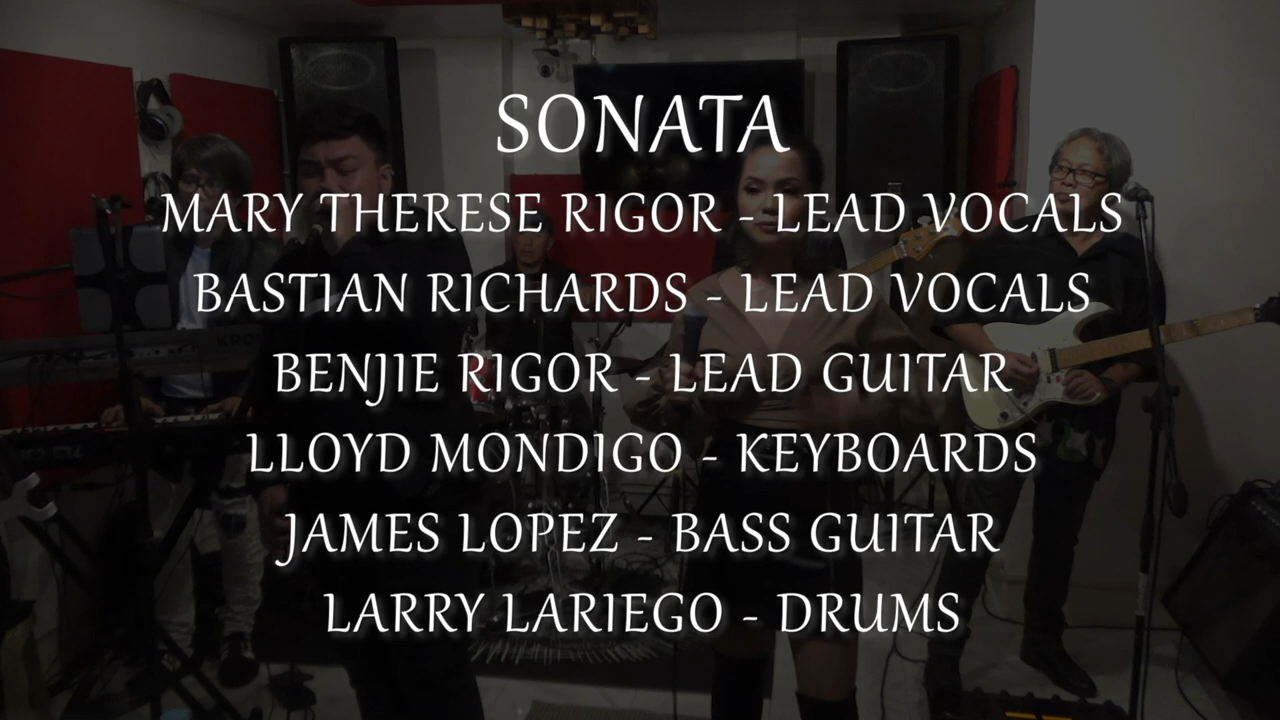 SONATA
MARY THERESE RIGOR - LEAD VOCALS
BASTIAN RICHARDS - LEAD VOCALS
BENJIE RIGOR - LEAD GUITAR
LLOYD MONDIGO - KEYBOARDS
JAMES LOPEZ - BASS GUITAR
LARRY LARIEGO - DRUMS